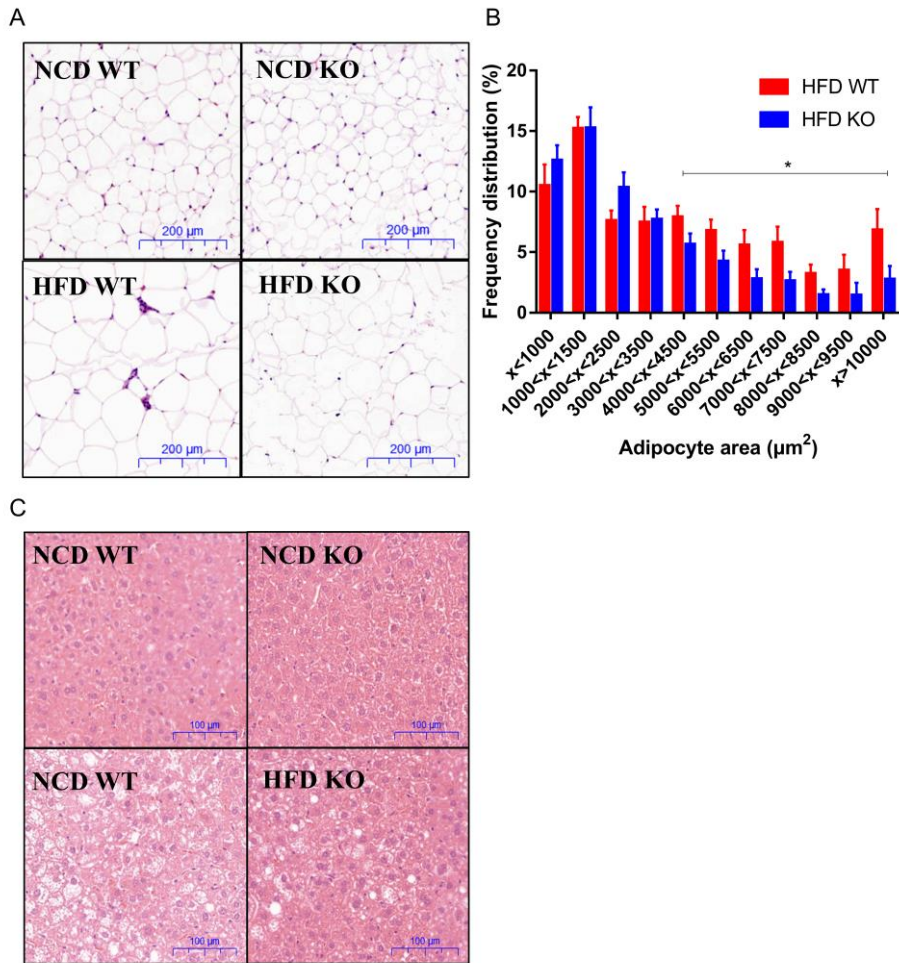 A
NCD WT
NCD KO
200 µm
200 µm
HFD WT
HFD KO
200 µm
200 µm
B
Frequency distribution (%)
20
15
10
5
0
HFD WT
HFD KO
*
x<1000
1000<x<1500
2000<x<2500
3000<x<3500
4000<x<4500
5000<x<5500
6000<x<6500
7000<x<7500
8000<x<8500
9000<x<9500
x>10000
Adipocyte area (µm²)
C
NCD WT
NCD KO
100 µm
100 µm
NCD WT
HFD KO
100 µm
100 µm